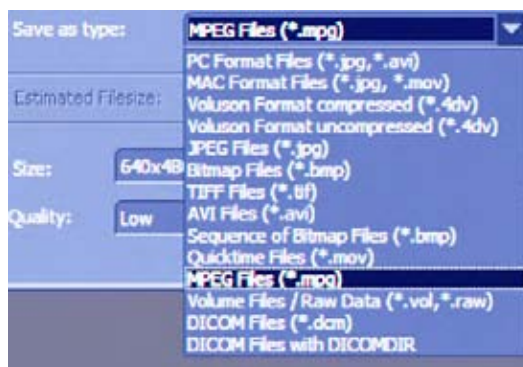 Save as type: MPEG Files (*.mpg)
PC Format Files (*.jpg,*.avi)
MAC Format Files (*.jpg, *.mov)
Voluson Format compressed (*.4dv)
Estimated Filesize:
Voluson Format uncompressed (*.4dv)
JPEG Files (*.jpg)
Size: 640x48
Bitmap Files (*.bmp)
TIFF Files (*.tif)
Quality: Low
AVI Files (*.avi)
Sequence of Bitmap Files (*.bmp)
Quicktime Files (*.mov)
MPEG Files (*.mpg)
Volume Files / Raw Data (*.vol,*.raw)
DICOM Files (*.dcm)
DICOM Files with DICOMDIR